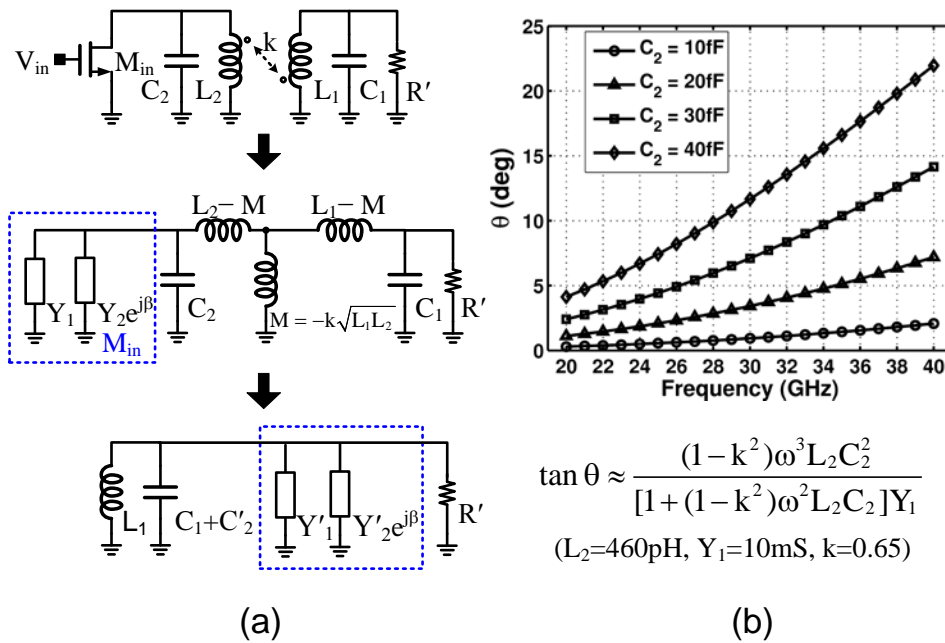 V_in
M_in
C_2
L_2
k
L_1
C_1
R′
L_2 − M
L_1 − M
Y_1
Y_2e^{jβ}
M_in
C_2
M = −k√(L_1L_2)
C_1
R′
L_1
C_1+C′_2
Y′_1
Y′_2e^{jβ}
R′
(a)
25
20
15
10
5
0
θ (deg)
C_2 = 10fF
C_2 = 20fF
C_2 = 30fF
C_2 = 40fF
20 22 24 26 28 30 32 34 36 38 40
Frequency (GHz)
tan θ ≈ (1−k²)ω³L_2C_2² / [1+(1−k²)ω²L_2C_2]Y_1
(L_2=460pH, Y_1=10mS, k=0.65)
(b)